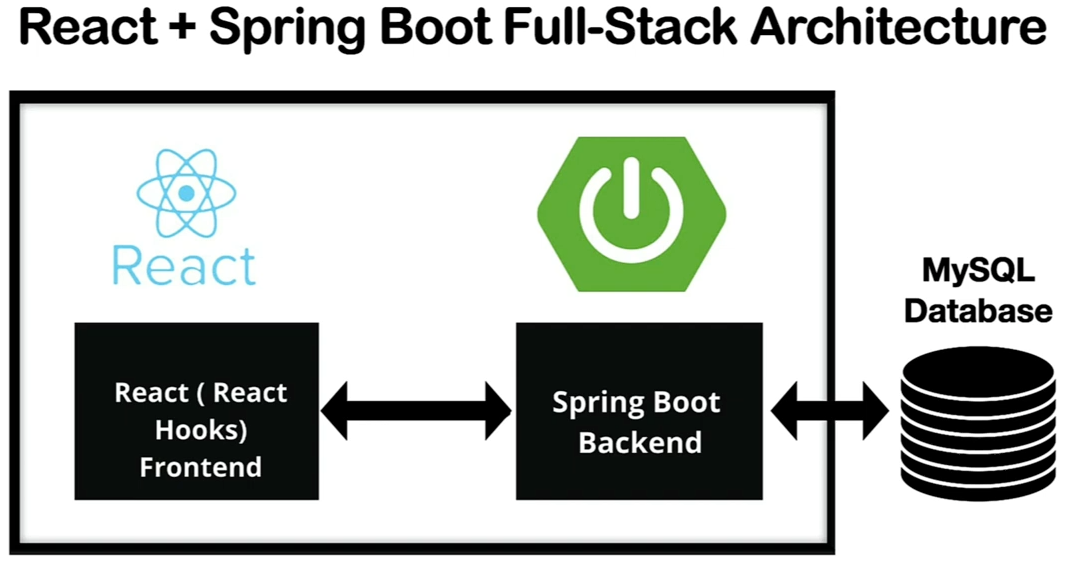 React + Spring Boot Full-Stack Architecture
React
MySQL
Database
React ( React
Hooks)
Frontend
Spring Boot
Backend